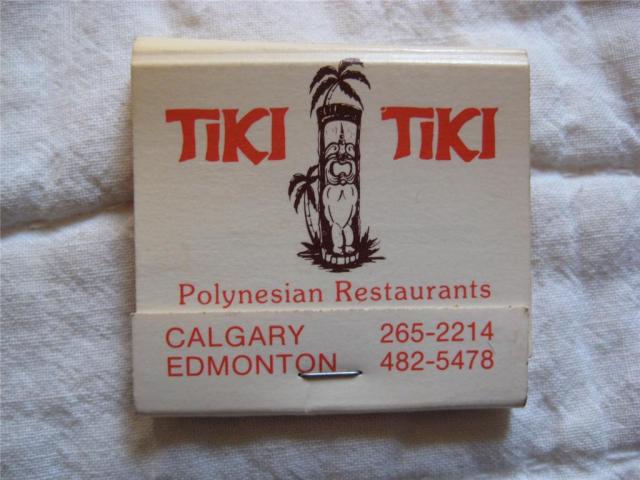 TiKI TiKI
Polynesian Restaurants
CALGARY 265-2214
EDMONTON 482-5478